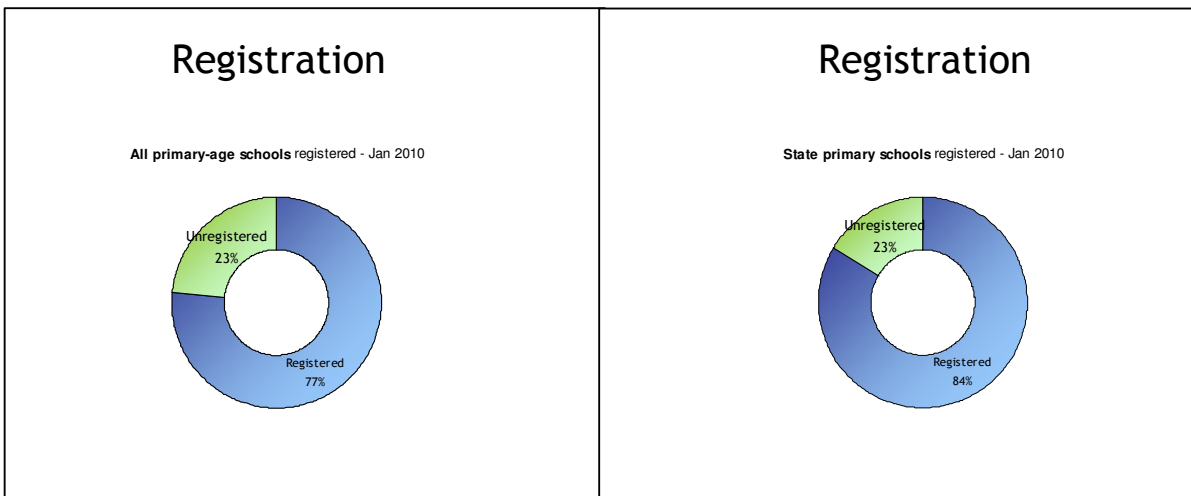 Registration
All primary-age schools registered - Jan 2010
Unregistered
23%
Registered
77%
Registration
State primary schools registered - Jan 2010
Unregistered
23%
Registered
84%